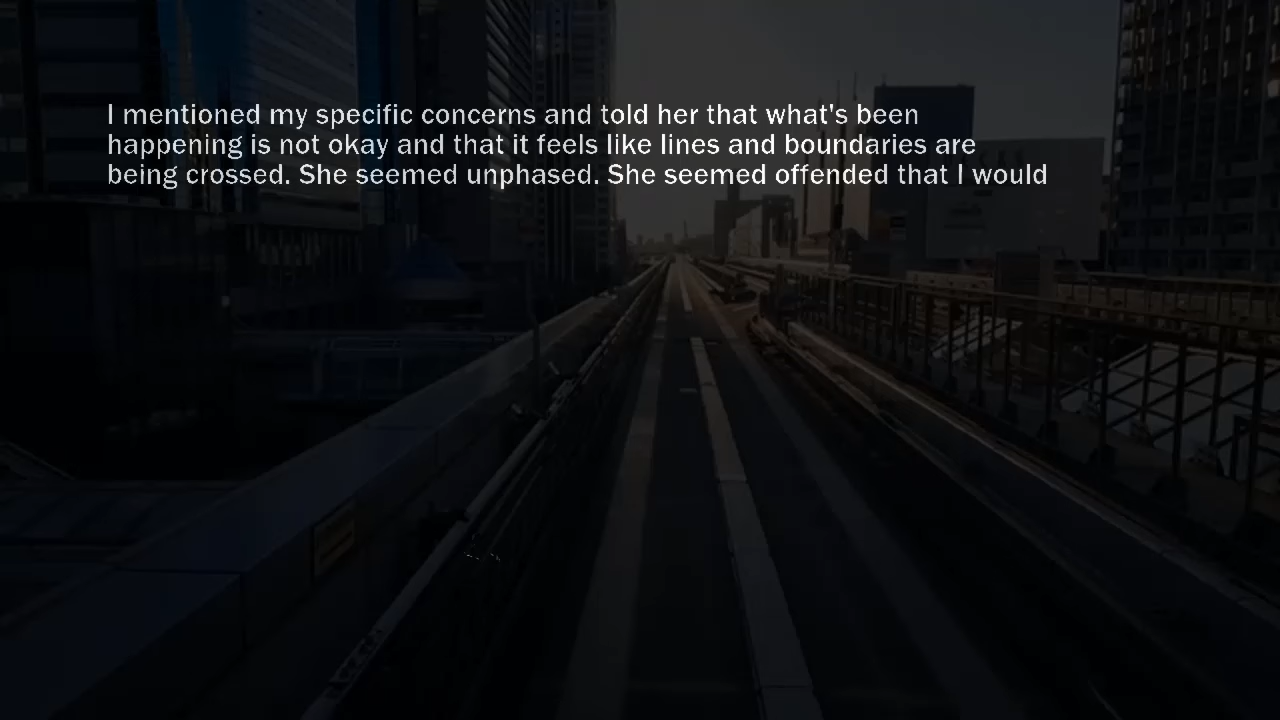 I mentioned my specific concerns and told her that what's been
happening is not okay and that it feels like lines and boundaries are
being crossed. She seemed unphased. She seemed offended that I would